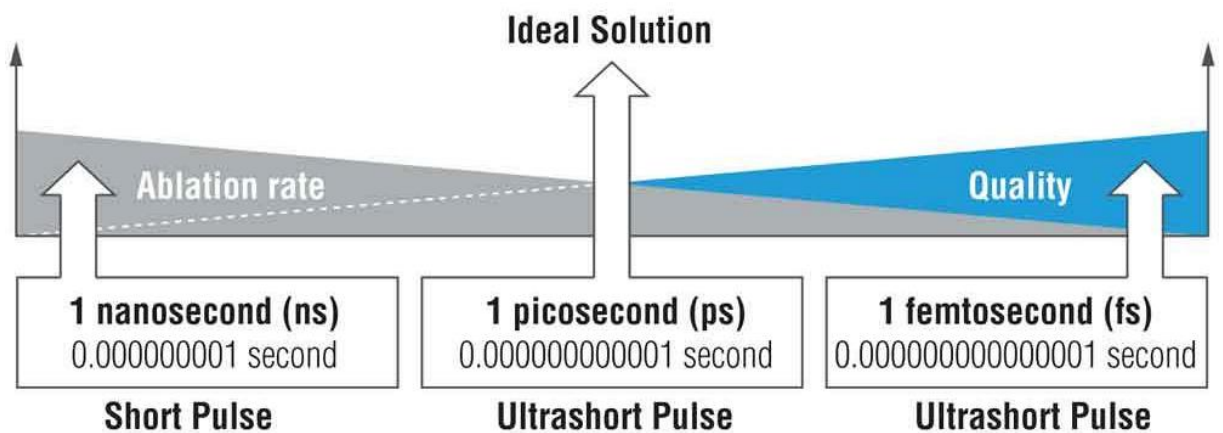 Ideal Solution
Ablation rate
Quality
1 nanosecond (ns)
0.000000001 second
1 picosecond (ps)
0.000000000001 second
1 femtosecond (fs)
0.000000000000001 second
Short Pulse
Ultrashort Pulse
Ultrashort Pulse